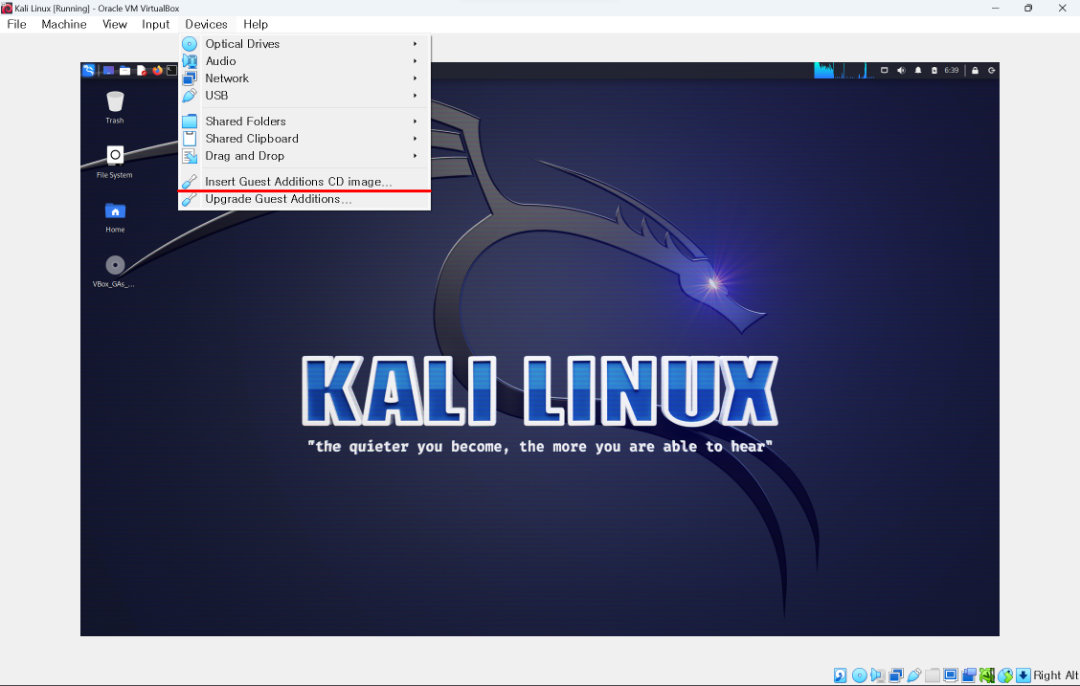 Kali Linux [Running] - Oracle VM VirtualBox
File Machine View Input Devices Help
Optical Drives
Audio
Network
USB
Shared Folders
Shared Clipboard
Drag and Drop
Insert Guest Additions CD image...
Upgrade Guest Additions...
6:39
Trash
File System
Home
VBox_GAs_...
KALI LINUX
"the quieter you become, the more you are able to hear"
Right Alt